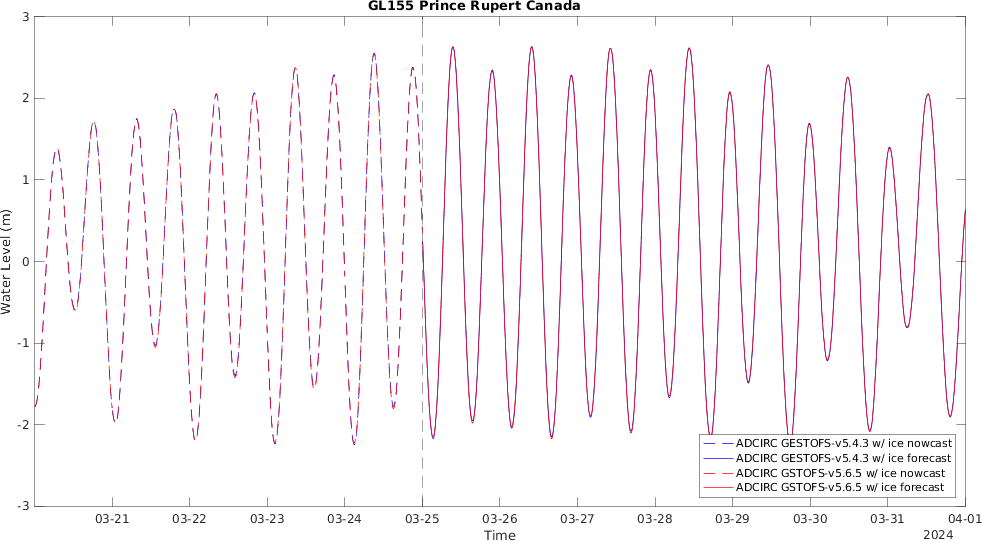 GL155 Prince Rupert Canada
3
2
1
0
-1
-2
-3
Water Level (m)
ADCIRC GESTOFS-v5.4.3 w/ ice nowcast
ADCIRC GESTOFS-v5.4.3 w/ ice forecast
ADCIRC GSTOFS-v5.6.5 w/ ice nowcast
ADCIRC GSTOFS-v5.6.5 w/ ice forecast
03-21 03-22 03-23 03-24 03-25 03-26 03-27 03-28 03-29 03-30 03-31 04-01
Time
2024